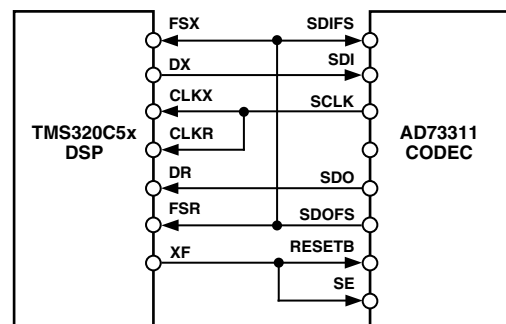 FSX SDIFS
DX SDI
CLKX SCLK
TMS320C5x
DSP
CLKR
AD73311
CODEC
DR SDO
FSR SDOFS
XF RESETB
SE